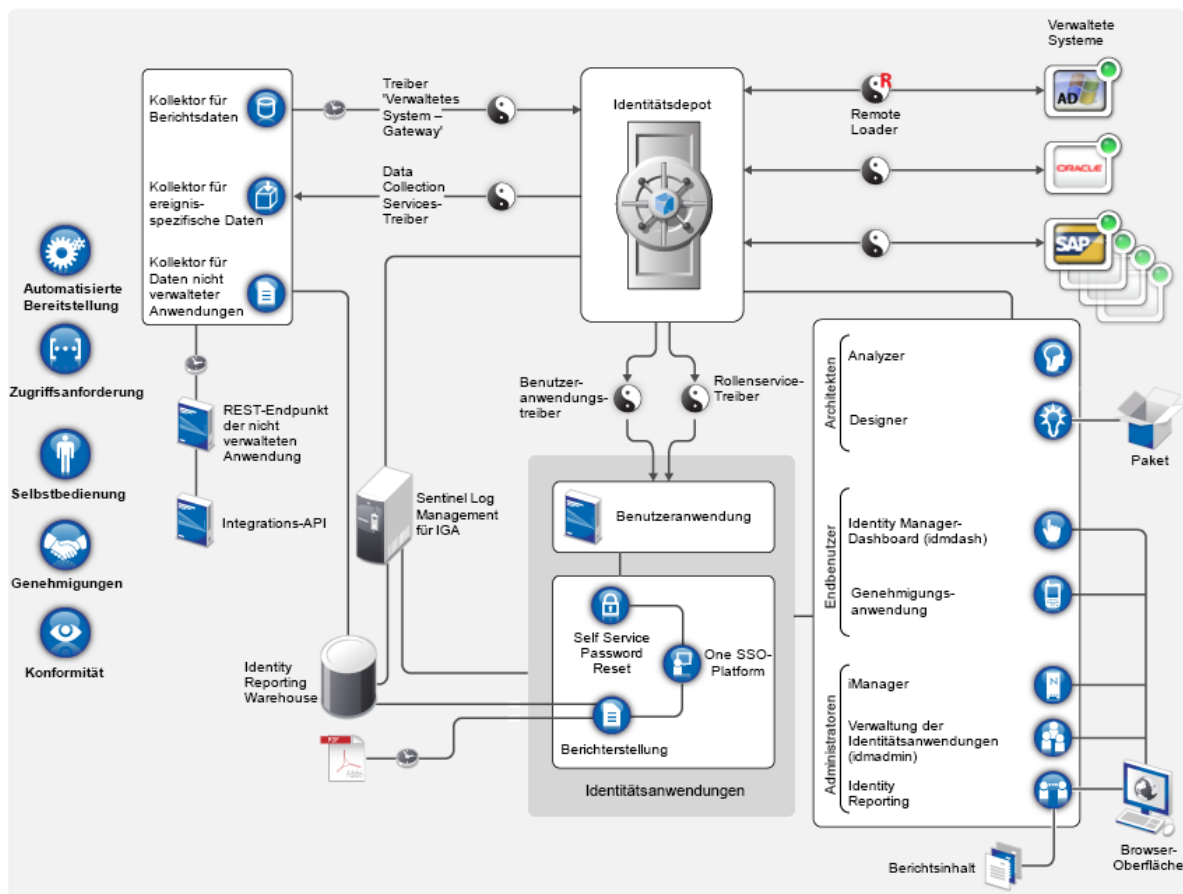 Verwaltete
Systeme
Kollektor für
Berichtsdaten
Treiber
"Verwaltetes
System –
Gateway"
Identitätsdepot
R
Remote
Loader
AD
Kollektor für
ereignis-
spezifische Daten
Data
Collection
Services-
Treiber
ORACLE
SAP
Kollektor für
Daten nicht
verwalteter
Anwendungen
Automatisierte
Bereitstellung
Zugriffsanforderung
Selbstbedienung
Genehmigungen
Konformität
REST-Endpunkt
der nicht
verwalteten
Anwendung
Integrations-API
Sentinel Log
Management
für IGA
Benutzer-
anwendungs-
treiber
Rollenservice-
Treiber
Benutzeranwendung
Self Service
Password
Reset
One SSO-
Platform
Berichterstellung
Identitätsanwendungen
Identity
Reporting
Warehouse
PDF
Adobe
Architekten
Analyzer
Designer
Paket
Endbenutzer
Identity Manager-
Dashboard (idmdash)
Genehmigungs-
anwendung
Administratoren
iManager
N
Verwaltung der
Identitätsanwendungen
(idmadmin)
Identity
Reporting
Berichtsinhalt
Browser-
Oberfläche